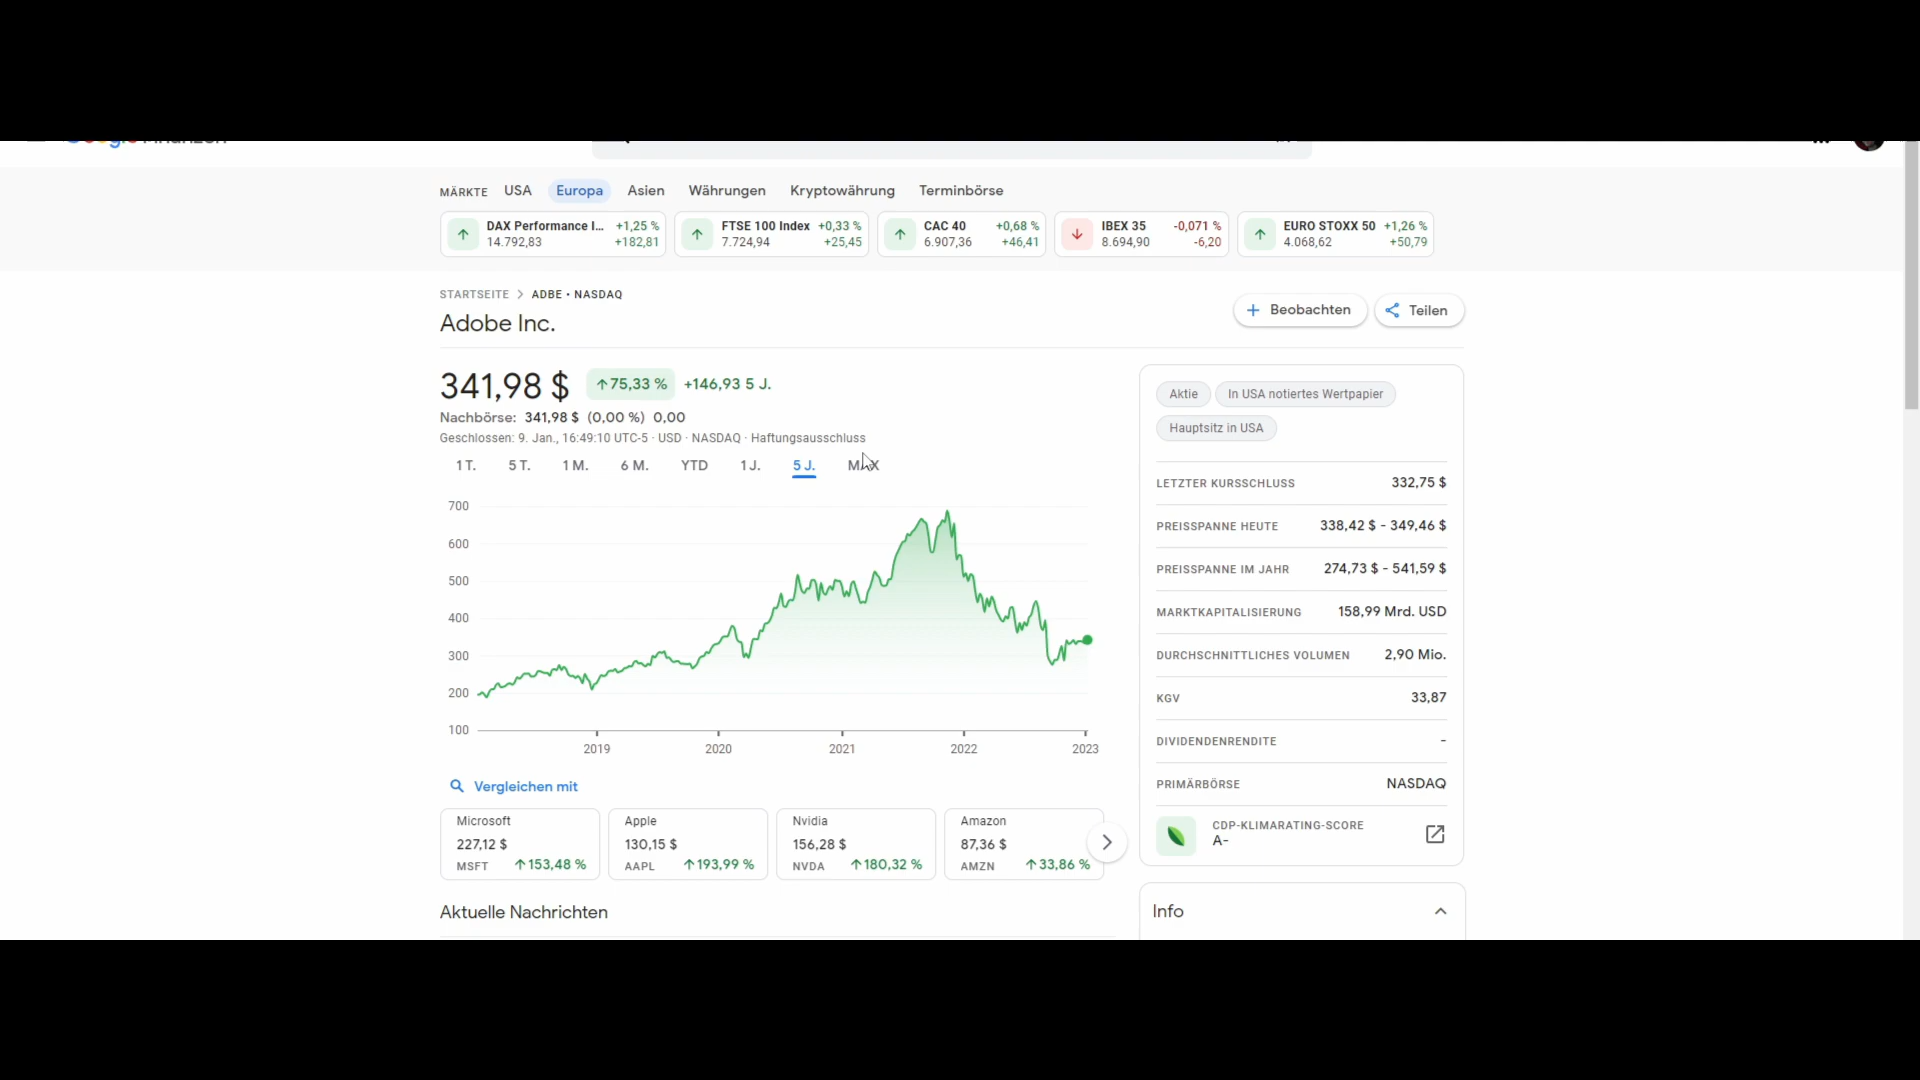 MÄRKTE USA Europa Asien Währungen Kryptowährung Terminbörse
DAX Performance I... +1,25 %
14.792,83 +182,81
FTSE 100 Index +0,33 %
7.724,94 +25,45
CAC 40 +0,68 %
6.907,36 +46,41
IBEX 35 -0,071 %
8.694,90 -6,20
EURO STOXX 50 +1,26 %
4.068,62 +50,79
STARTSEITE > ADBE • NASDAQ
Adobe Inc.
+ Beobachten
Teilen
341,98 $ ↑75,33 % +146,93 5 J.
Nachbörse: 341,98 $ (0,00 %) 0,00
Geschlossen: 9. Jan., 16:49:10 UTC-5 · USD · NASDAQ · Haftungsausschluss
1 T. 5 T. 1 M. 6 M. YTD 1 J. 5 J. MAX
700
600
500
400
300
200
100
2019 2020 2021 2022 2023
Vergleichen mit
Microsoft
227,12 $
MSFT ↑153,48 %
Apple
130,15 $
AAPL ↑193,99 %
Nvidia
156,28 $
NVDA ↑180,32 %
Amazon
87,36 $
AMZN ↑33,86 %
Aktuelle Nachrichten
Aktie In USA notiertes Wertpapier
Hauptsitz in USA
LETZTER KURSSCHLUSS 332,75 $
PREISSPANNE HEUTE 338,42 $ - 349,46 $
PREISSPANNE IM JAHR 274,73 $ - 541,59 $
MARKTKAPITALISIERUNG 158,99 Mrd. USD
DURCHSCHNITTLICHES VOLUMEN 2,90 Mio.
KGV 33,87
DIVIDENDENRENDITE -
PRIMÄRBÖRSE NASDAQ
CDP-KLIMARATING-SCORE
A-
Info